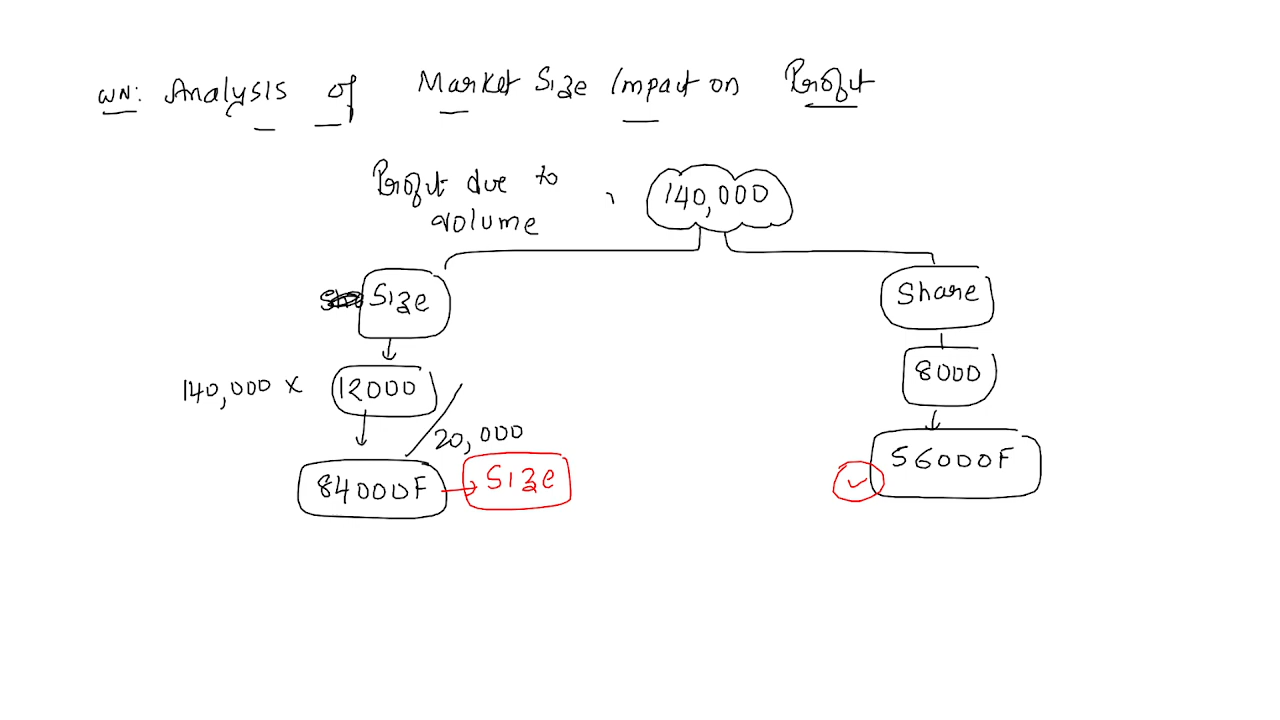 WN: Analysis of Market Size Impact on Profit
Profit due to
volume
140,000
Size
Share
140,000 x 12000
8000
20,000
84000F
Size
56000F